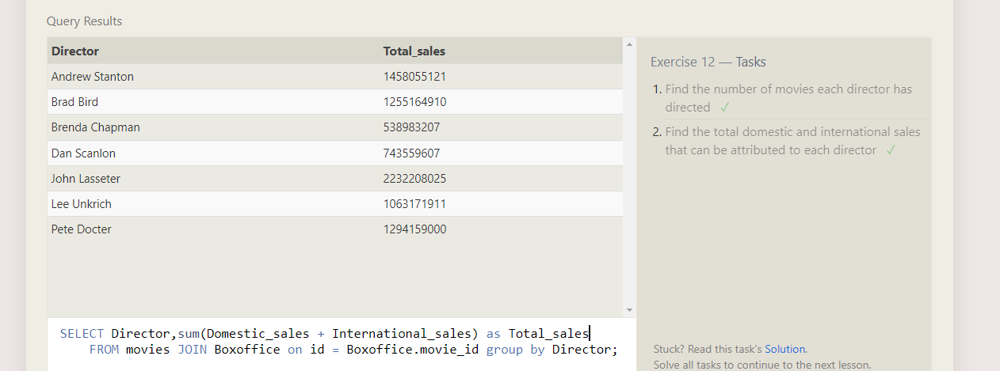 Query Results
Director Total_sales
Andrew Stanton 1458055121
Brad Bird 1255164910
Brenda Chapman 538983207
Dan Scanlon 743559607
John Lasseter 2232208025
Lee Unkrich 1063171911
Pete Docter 1294159000
SELECT Director,sum(Domestic_sales + International_sales) as Total_sales
FROM movies JOIN Boxoffice on id = Boxoffice.movie_id group by Director;
Exercise 12 — Tasks
1. Find the number of movies each director has
directed ✓
2. Find the total domestic and international sales
that can be attributed to each director ✓
Stuck? Read this task's Solution.
Solve all tasks to continue to the next lesson.